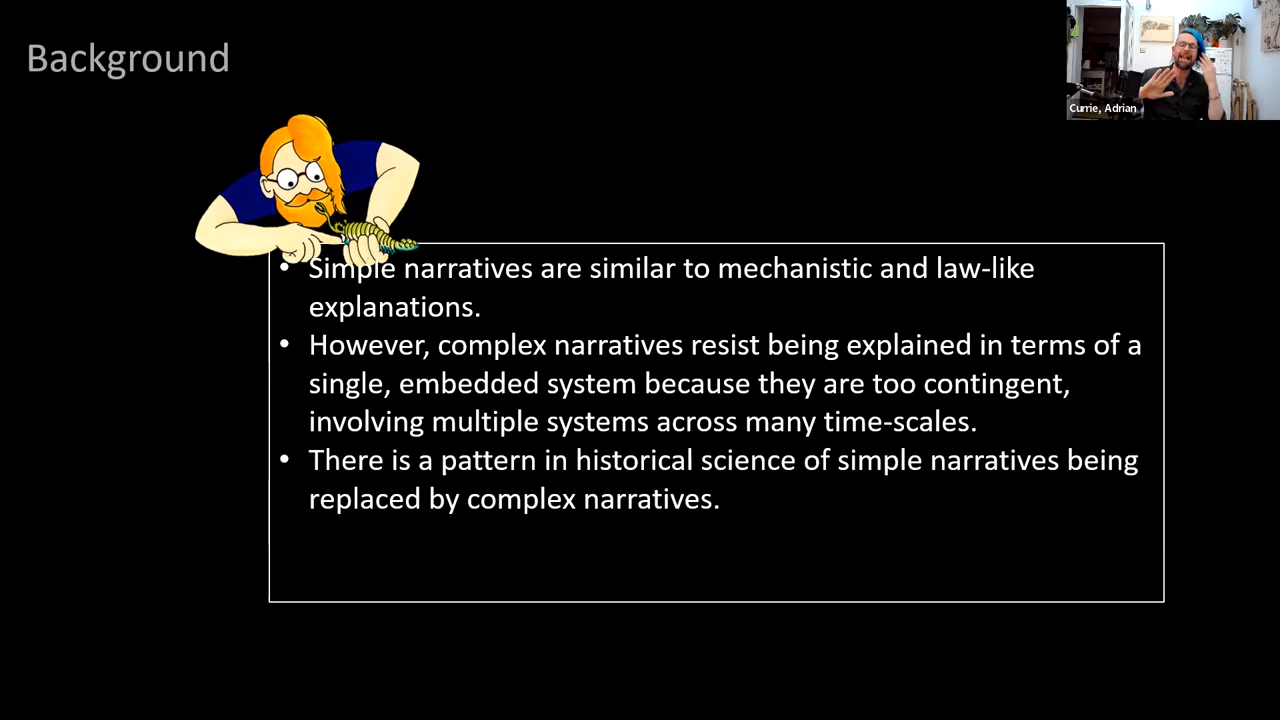 Background
Currie, Adrian
• Simple narratives are similar to mechanistic and law-like
explanations.
• However, complex narratives resist being explained in terms of a
single, embedded system because they are too contingent,
involving multiple systems across many time-scales.
• There is a pattern in historical science of simple narratives being
replaced by complex narratives.